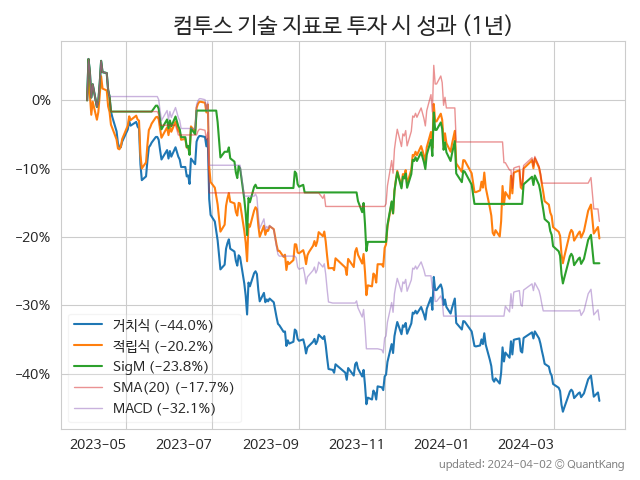 컴투스 기술 지표로 투자 시 성과 (1년)
0%
−10%
−20%
−30%
−40%
거치식 (−44.0%)
적립식 (−20.2%)
SigM (−23.8%)
SMA(20) (−17.7%)
MACD (−32.1%)
2023−05 2023−07 2023−09 2023−11 2024−01 2024−03
updated: 2024−04−02 © QuantKang